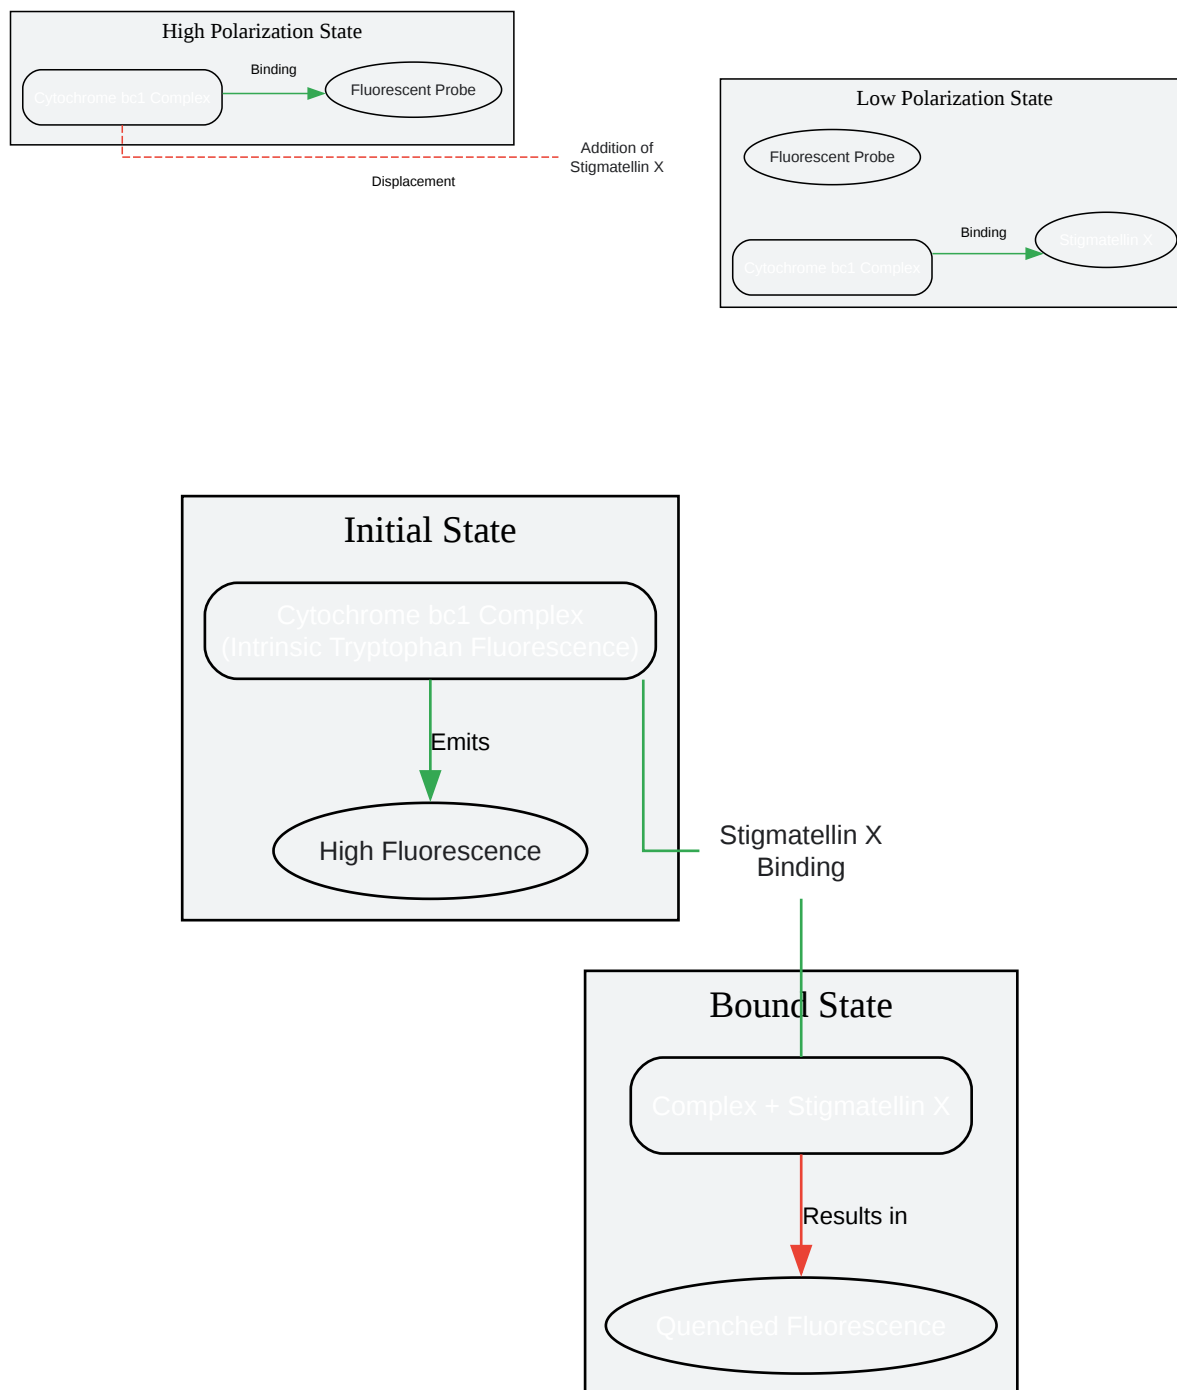 High Polarization State
Binding
Cytochrome bc1 Complex
Fluorescent Probe
Addition of
Stigmatellin X
Displacement
Low Polarization State
Fluorescent Probe
Binding
Stigmatellin X
Cytochrome bc1 Complex
Initial State
Cytochrome bc1 Complex
(Intrinsic Tryptophan Fluorescence)
Emits
High Fluorescence
Stigmatellin X
Binding
Bound State
Complex + Stigmatellin X
Results in
Quenched Fluorescence